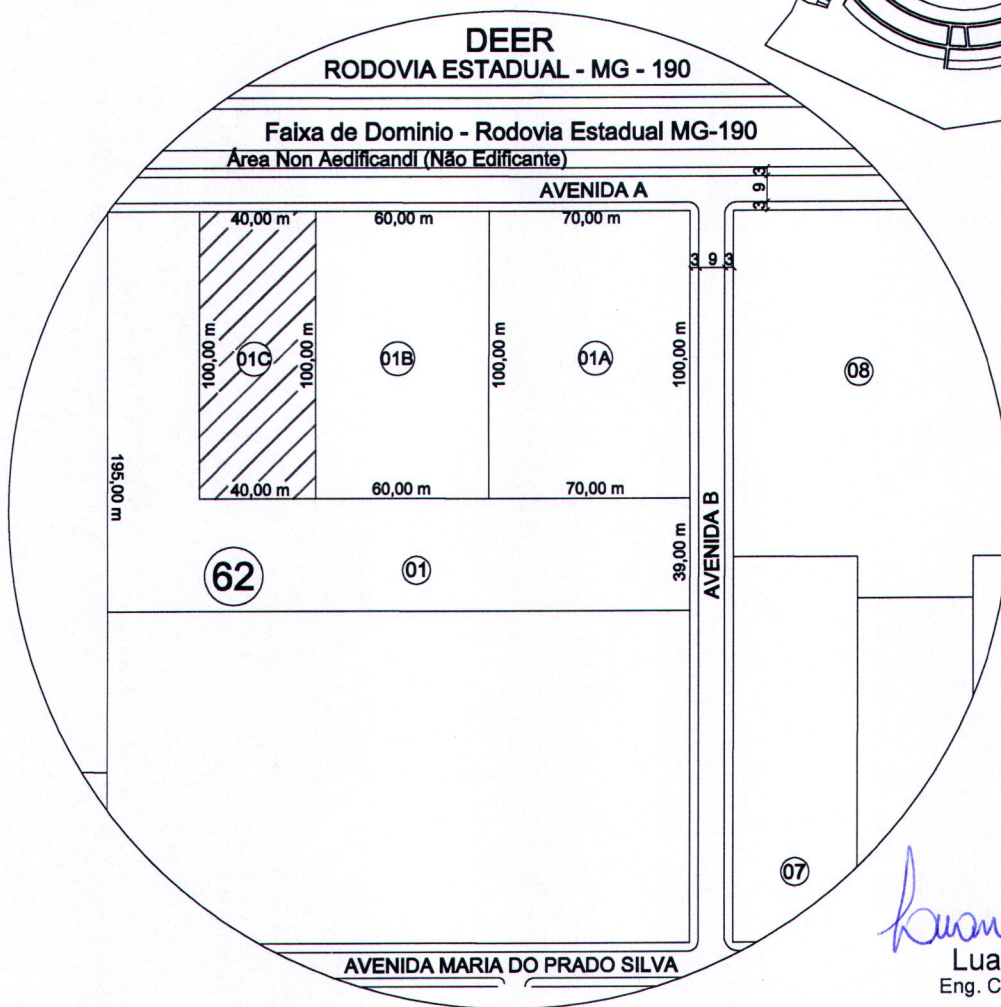 DEER
RODOVIA ESTADUAL - MG - 190
Faixa de Dominio - Rodovia Estadual MG-190
Área Non Aedificandi (Não Edificante)
AVENIDA A
3
9
3
40,00 m
60,00 m
70,00 m
3 9 3
100,00 m
01C
100,00 m
01B
100,00 m
01A
100,00 m
08
195,00 m
40,00 m
60,00 m
70,00 m
39,00 m
AVENIDA B
62
01
07
AVENIDA MARIA DO PRADO SILVA
Luan
Lua
Eng. C